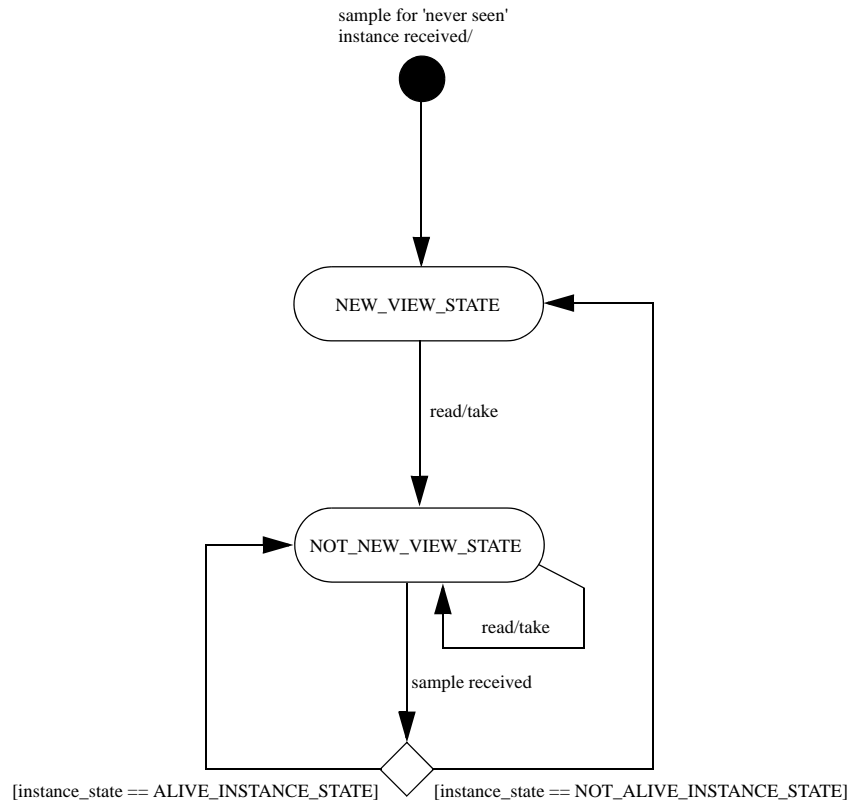 sample for 'never seen'
instance received/
NEW_VIEW_STATE
read/take
NOT_NEW_VIEW_STATE
read/take
sample received
[instance_state == ALIVE_INSTANCE_STATE]
[instance_state == NOT_ALIVE_INSTANCE_STATE]